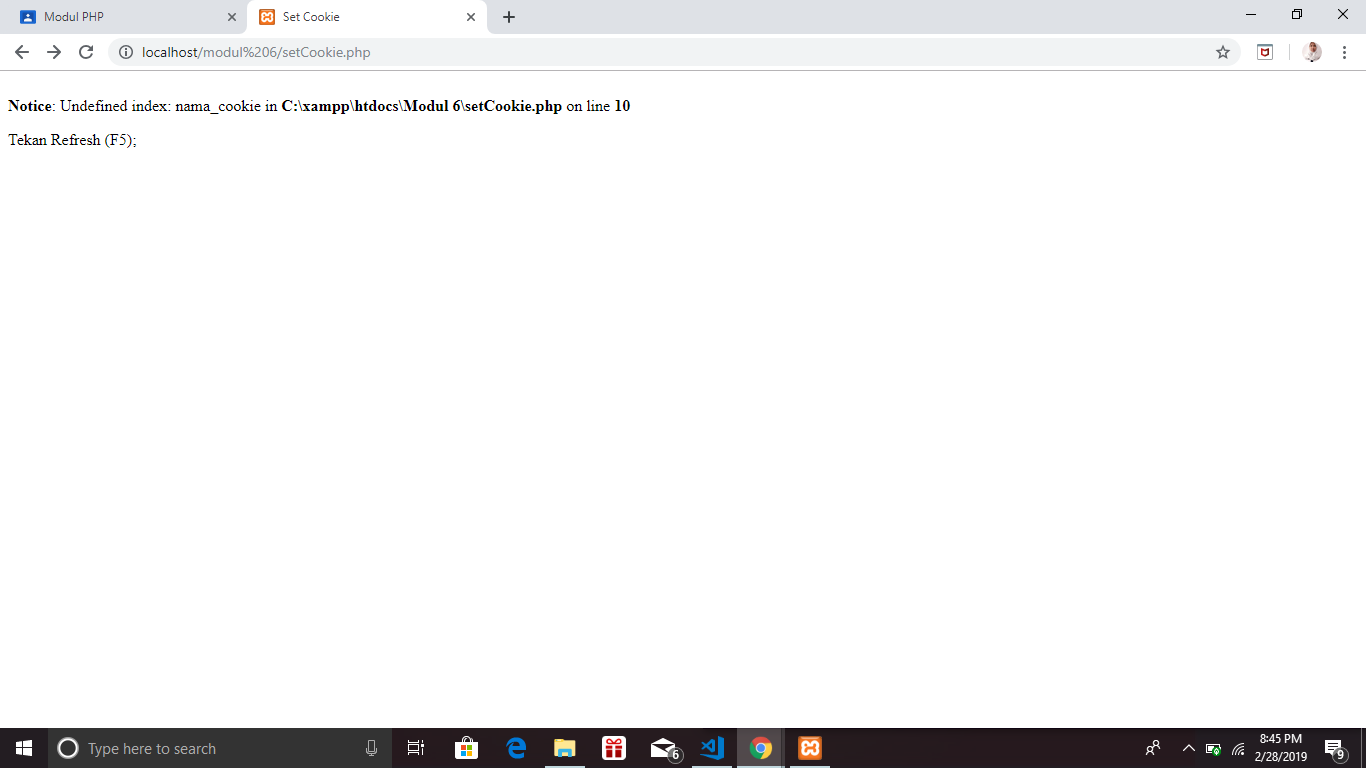 Modul PHP
Set Cookie
localhost/modul%206/setCookie.php
Notice: Undefined index: nama_cookie in C:\xampp\htdocs\Modul 6\setCookie.php on line 10
Tekan Refresh (F5);
Type here to search
6
8:45 PM
2/28/2019
9